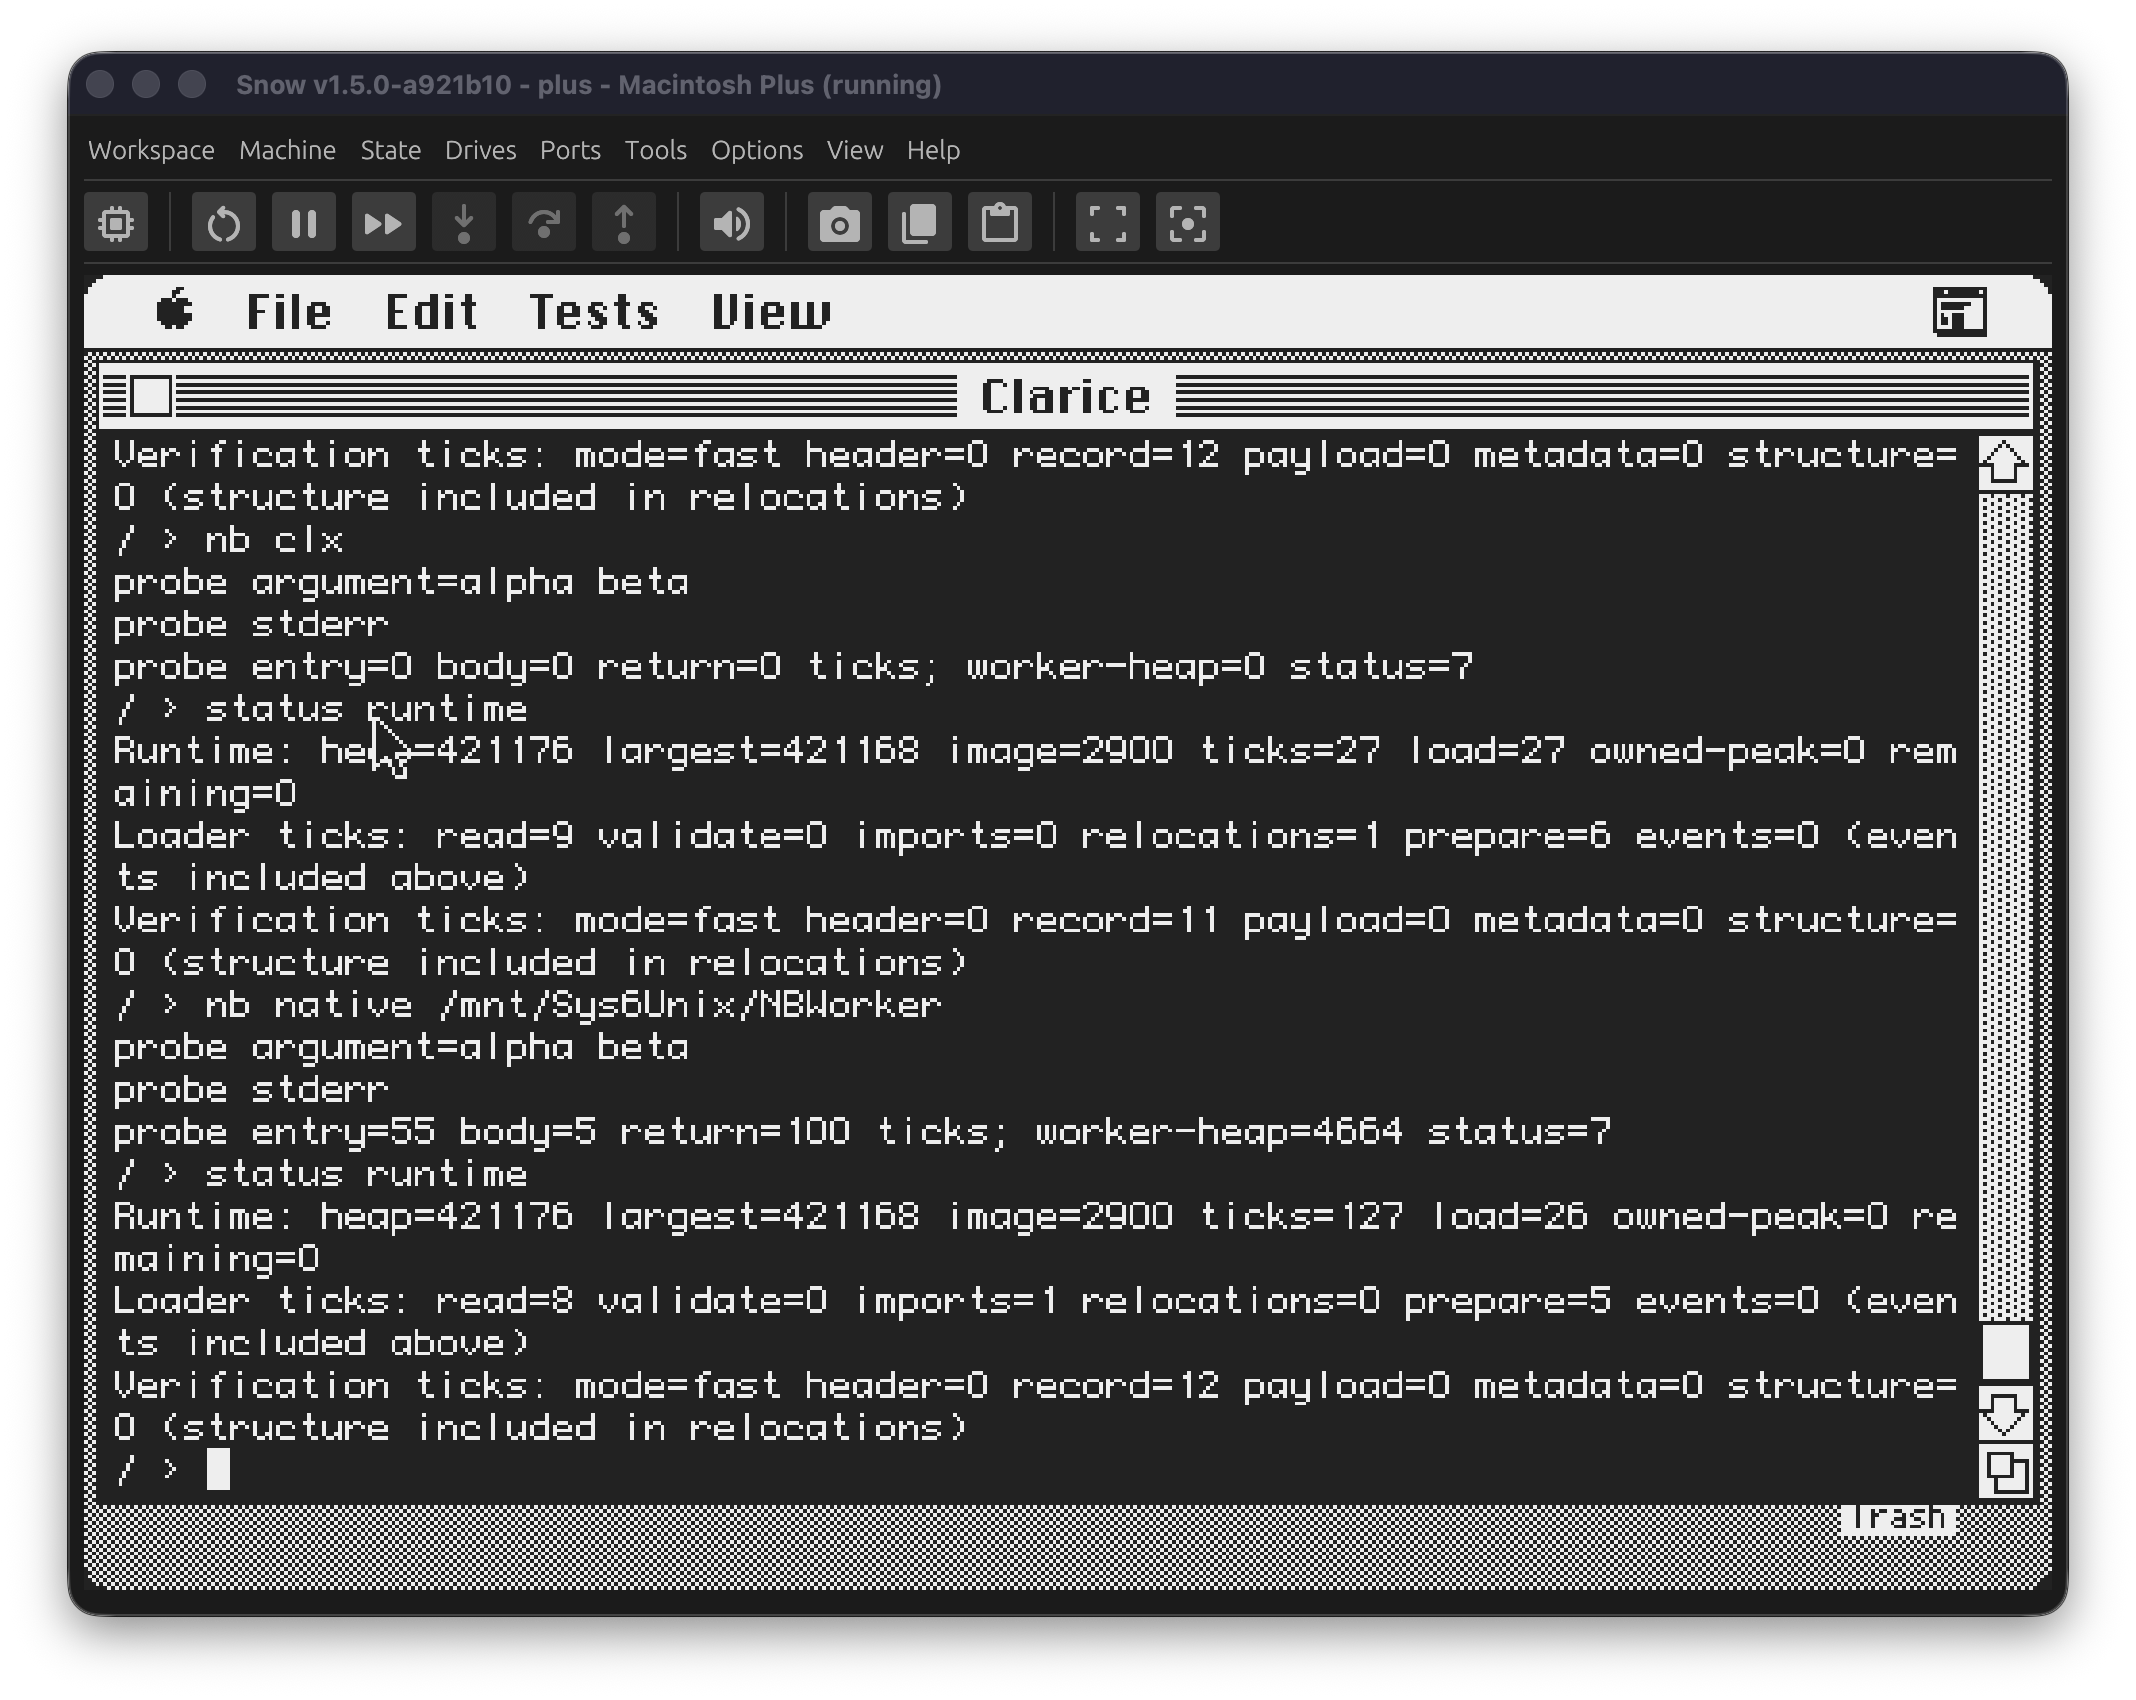 Snow v1.5.0-a921b10 - plus - Macintosh Plus (running)
Workspace Machine State Drives Ports Tools Options View Help
File Edit Tests View
Clarice
Verification ticks: mode=fast header=0 record=12 payload=0 metadata=0 structure=
0 (structure included in relocations)
/ > nb clx
probe argument=alpha beta
probe stderr
probe entry=0 body=0 return=0 ticks; worker-heap=0 status=7
/ > status runtime
Runtime: heap=421176 largest=421168 image=2900 ticks=27 load=27 owned-peak=0 rem
aining=0
Loader ticks: read=9 validate=0 imports=0 relocations=1 prepare=6 events=0 (even
ts included above)
Verification ticks: mode=fast header=0 record=11 payload=0 metadata=0 structure=
0 (structure included in relocations)
/ > nb native /mnt/Sys6Unix/NBWorker
probe argument=alpha beta
probe stderr
probe entry=55 body=5 return=100 ticks; worker-heap=4664 status=7
/ > status runtime
Runtime: heap=421176 largest=421168 image=2900 ticks=127 load=26 owned-peak=0 re
maining=0
Loader ticks: read=8 validate=0 imports=1 relocations=0 prepare=5 events=0 (even
ts included above)
Verification ticks: mode=fast header=0 record=12 payload=0 metadata=0 structure=
0 (structure included in relocations)
/ >
Trash